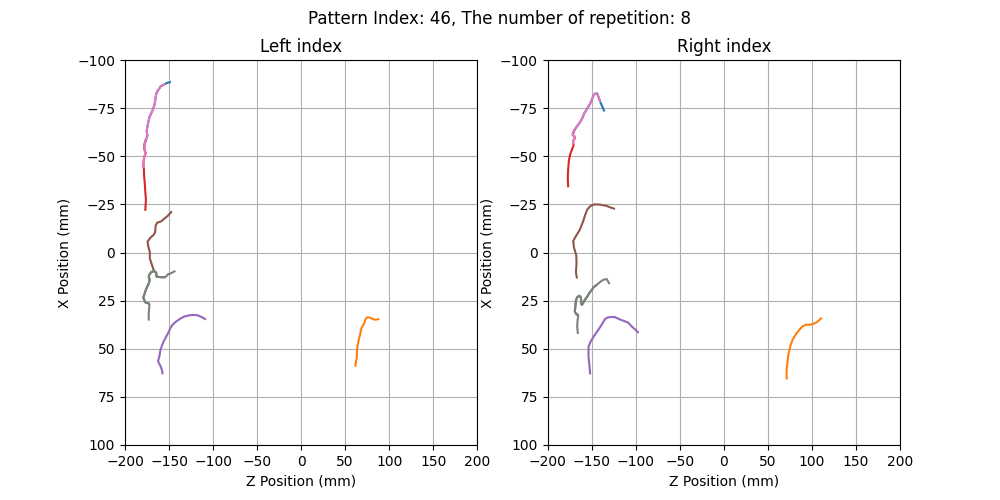 Pattern Index: 46, The number of repetition: 8
Left index
Right index
−100
−75
−50
−25
0
25
50
75
100
−200 −150 −100 −50 0 50 100 150 200
Z Position (mm)
X Position (mm)
−100
−75
−50
−25
0
25
50
75
100
−200 −150 −100 −50 0 50 100 150 200
Z Position (mm)
X Position (mm)